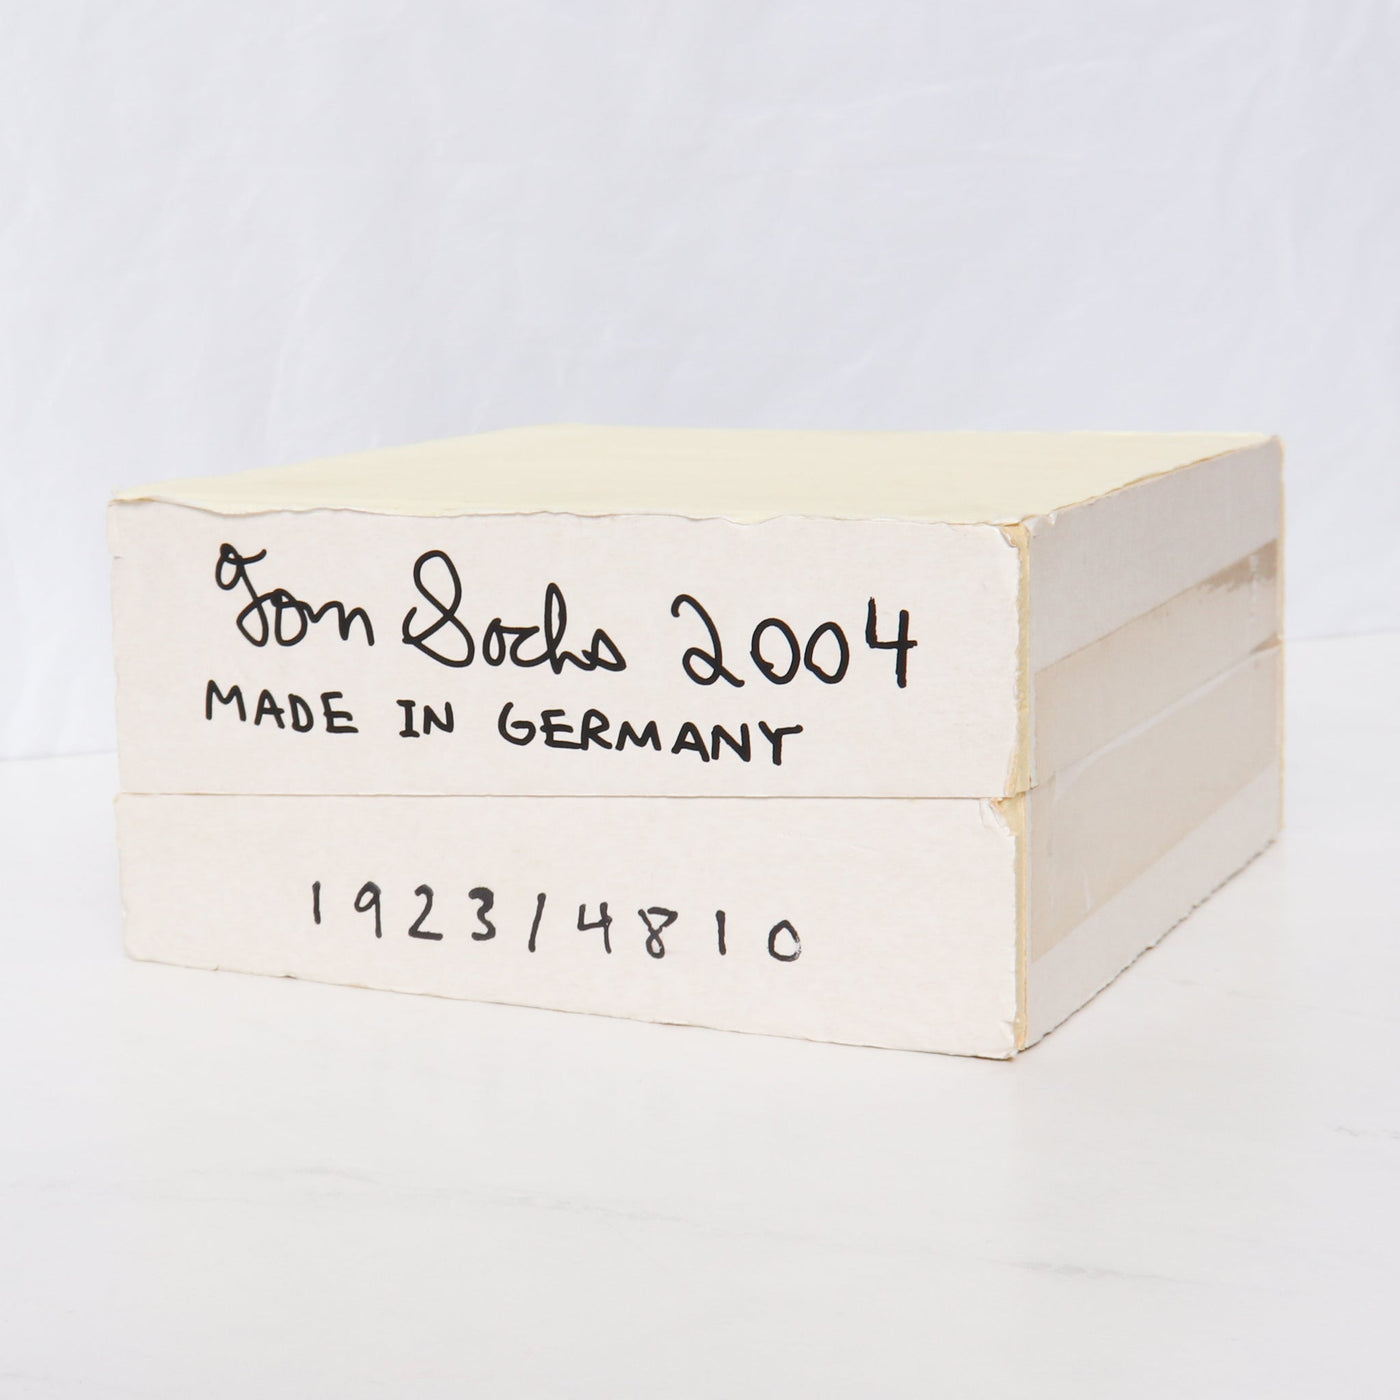 Tom Sachs 2004
MADE IN GERMANY
1923/4810